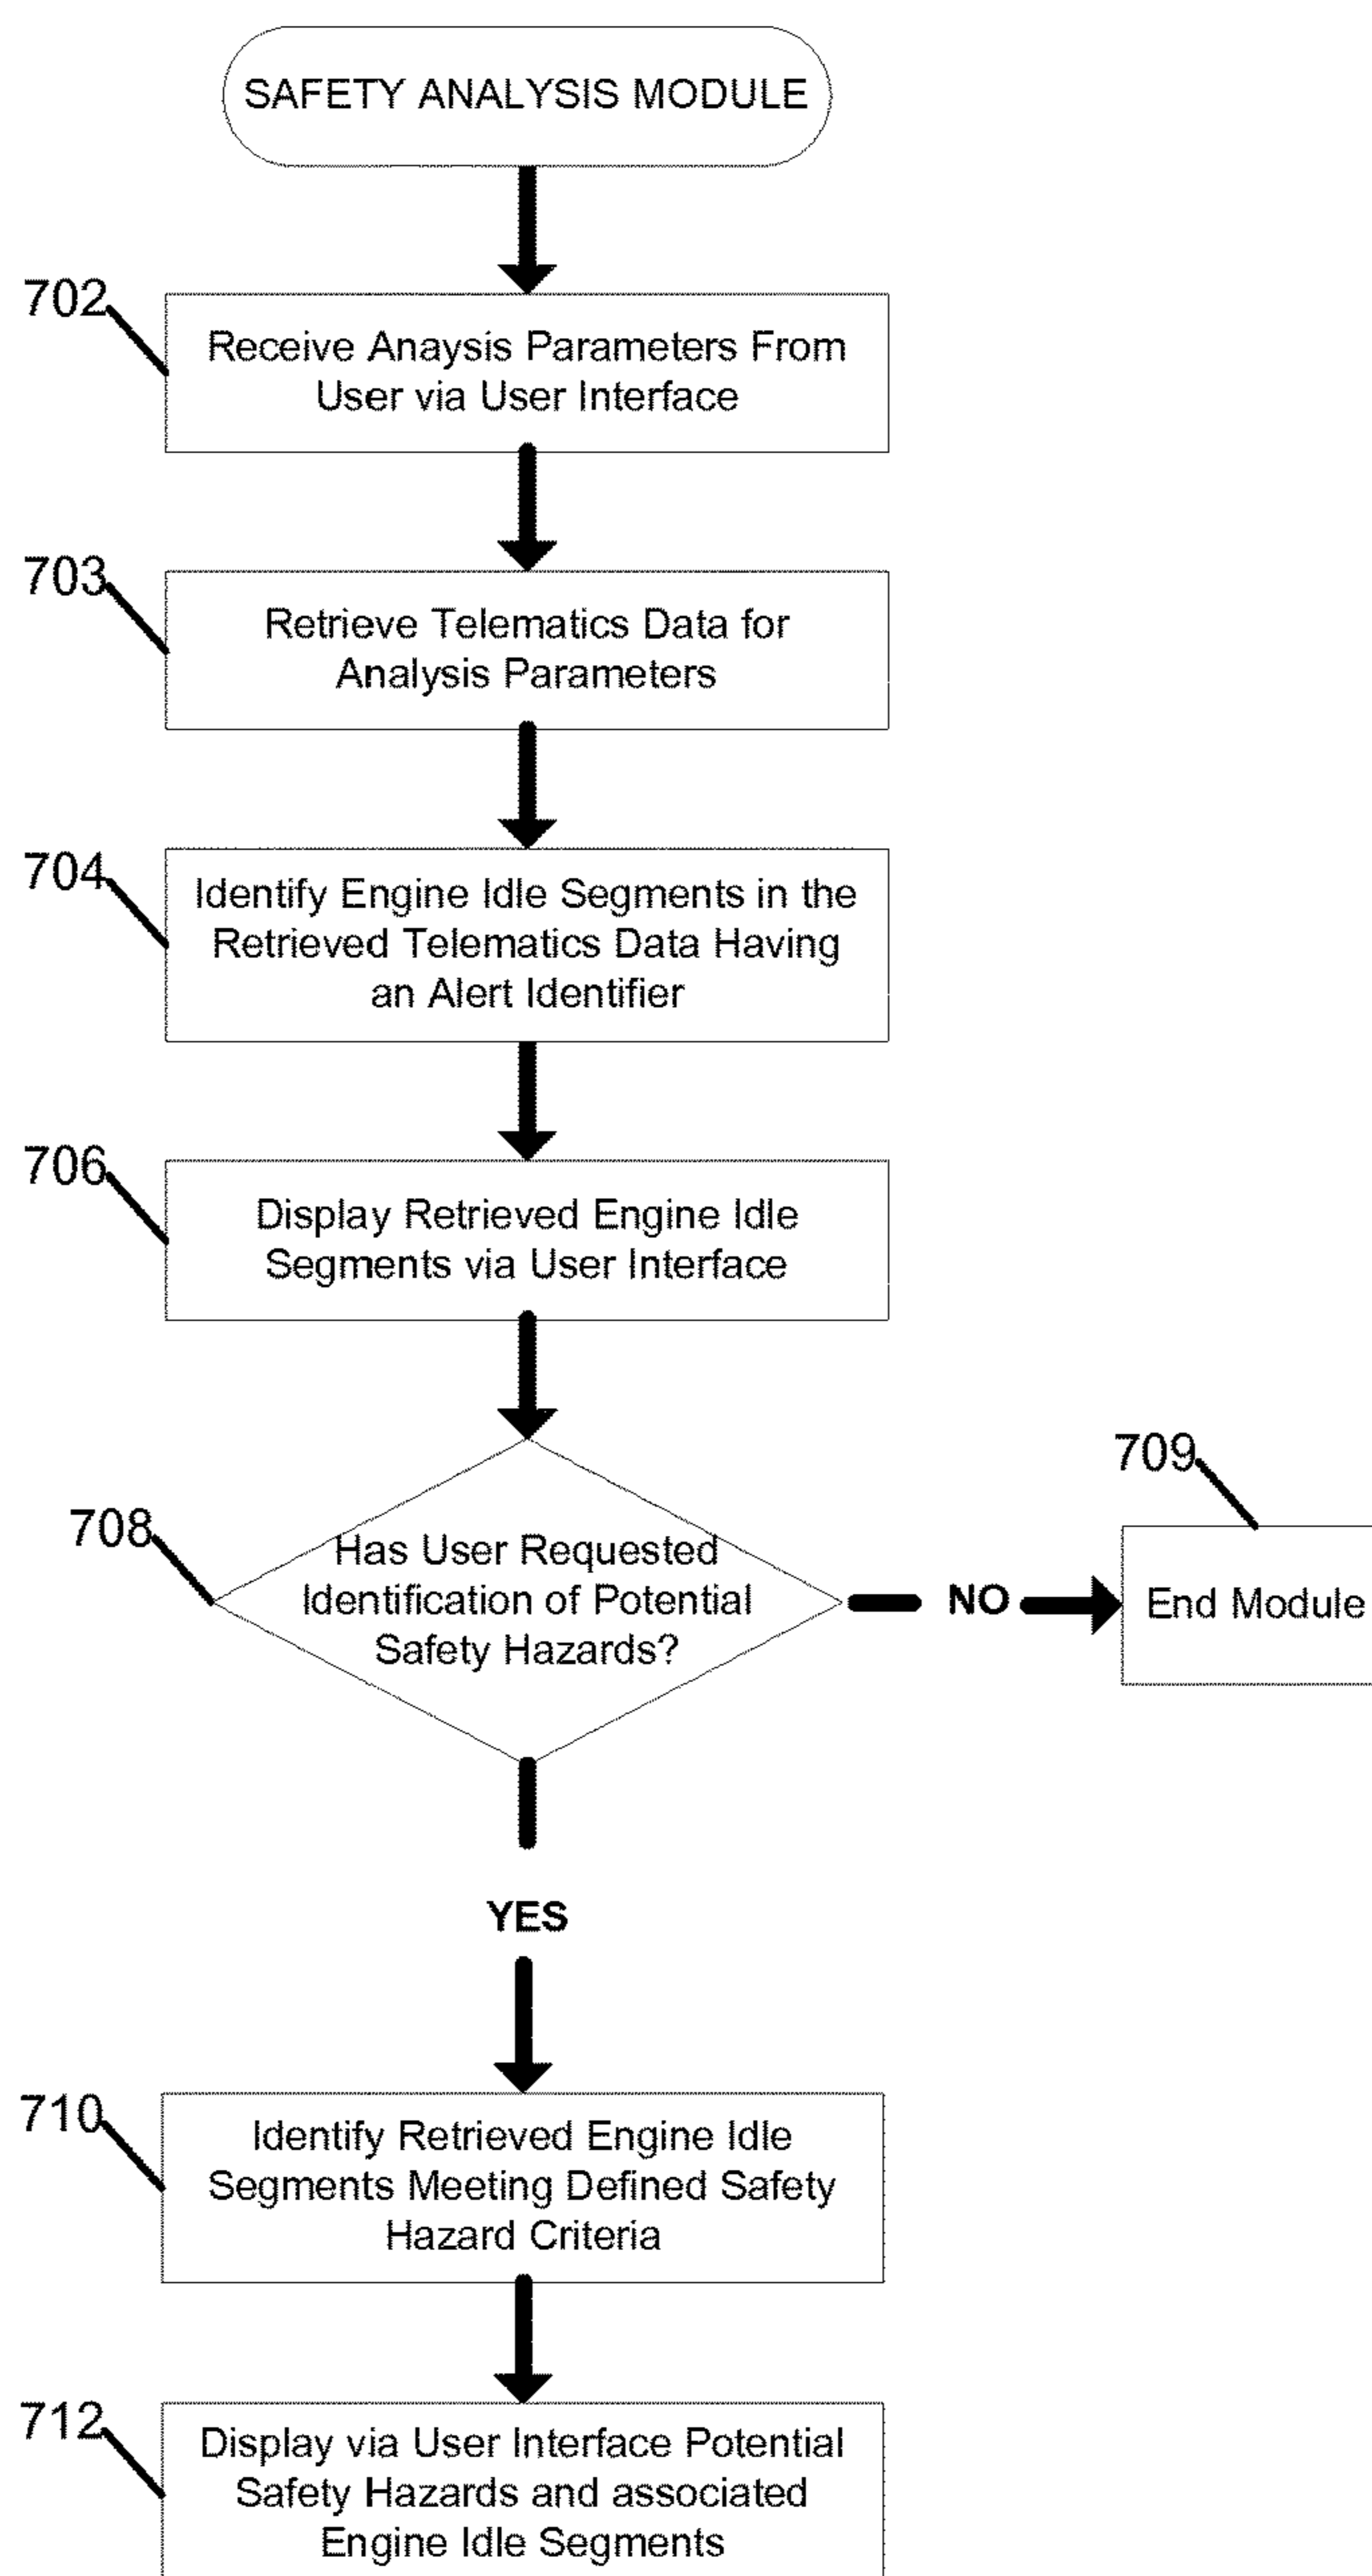 SAFETY ANALYSIS MODULE
702
Receive Anaysis Parameters From
User via User Interface
703
Retrieve Telematics Data for
Analysis Parameters
704
Identify Engine Idle Segments in the
Retrieved Telematics Data Having
an Alert Identifier
706
Display Retrieved Engine Idle
Segments via User Interface
708
Has User Requested
Identification of Potential
Safety Hazards?
NO
709
End Module
YES
710
Identify Retrieved Engine Idle
Segments Meeting Defined Safety
Hazard Criteria
712
Display via User Interface Potential
Safety Hazards and associated
Engine Idle Segments